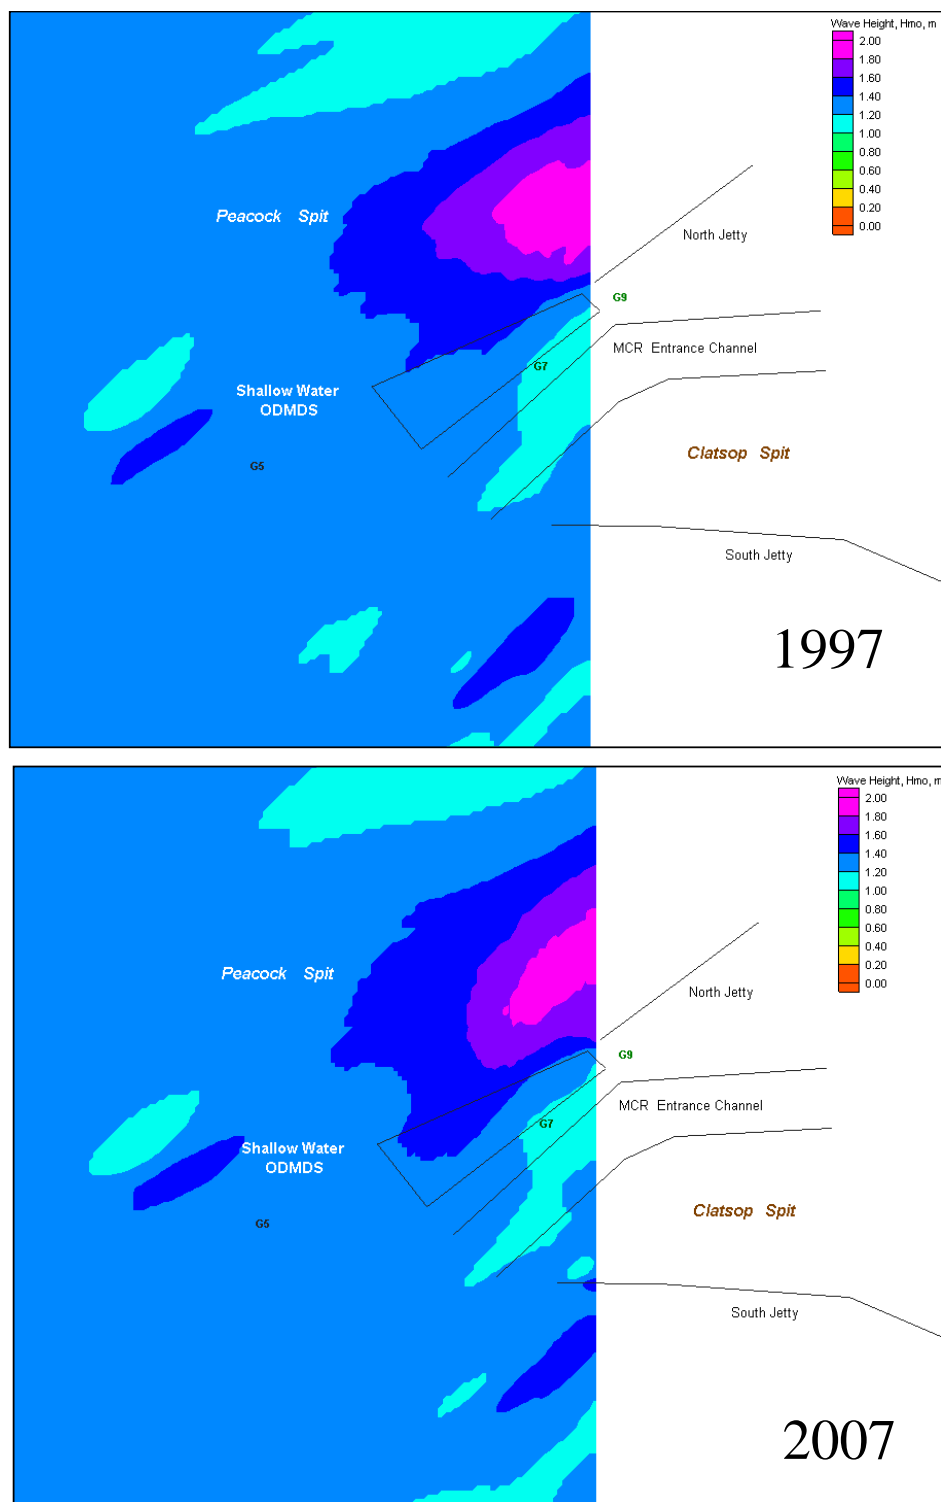 Wave Height, Hmo, m
2.00
1.80
1.60
1.40
1.20
1.00
0.80
0.60
0.40
0.20
0.00
Peacock Spit
North Jetty
G9
MCR Entrance Channel
G7
Shallow Water
ODMDS
Clatsop Spit
G5
South Jetty
1997
Wave Height, Hmo, m
2.00
1.80
1.60
1.40
1.20
1.00
0.80
0.60
0.40
0.20
0.00
Peacock Spit
North Jetty
G9
MCR Entrance Channel
G7
Shallow Water
ODMDS
Clatsop Spit
G5
South Jetty
2007